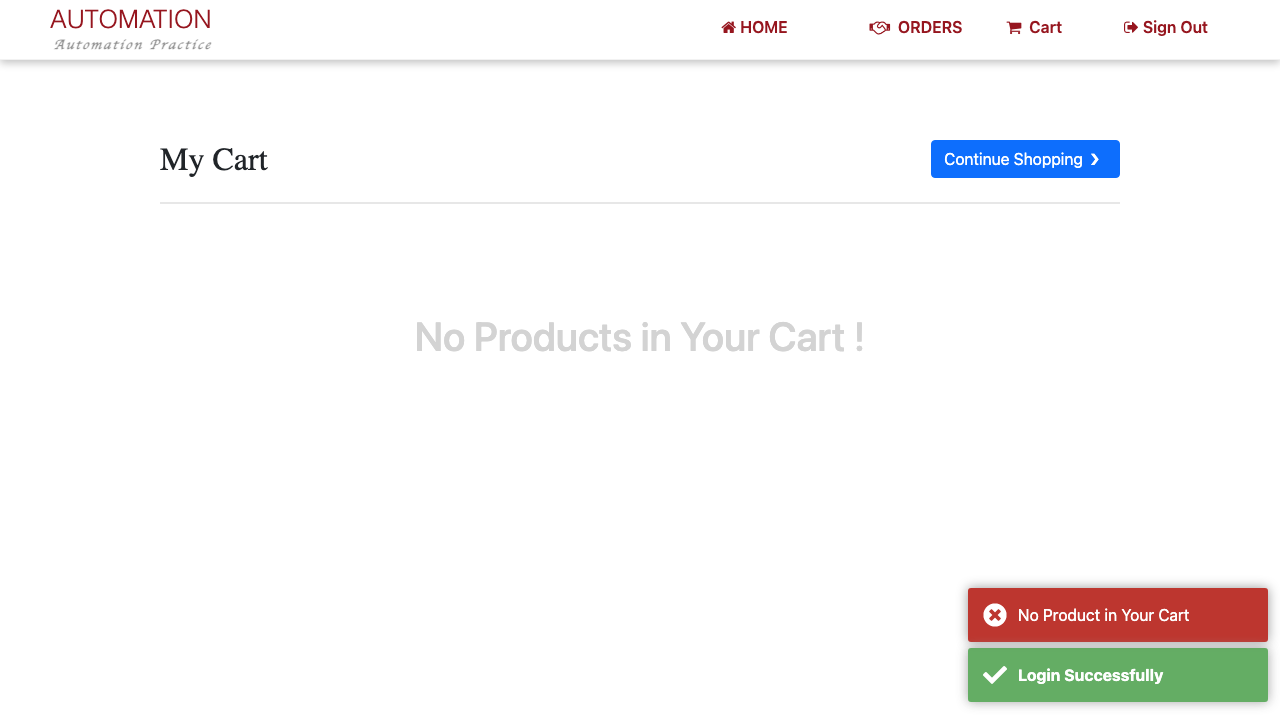 AUTOMATION
Automation Practice
HOME
ORDERS
Cart
Sign Out
My Cart
Continue Shopping ❯
No Products in Your Cart !
No Product in Your Cart
Login Successfully